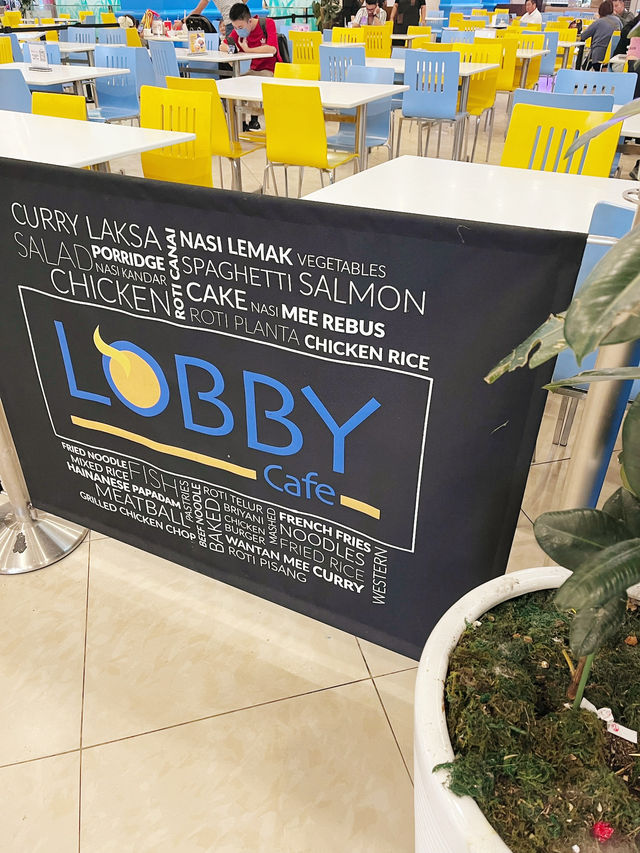 CURRY LAKSA
ROTI CANAI
NASI LEMAK
VEGETABLES
SALAD
PORRIDGE
NASI KANDAR
SPAGHETTI
SALMON
CHICKEN
CAKE
NASI
MEE REBUS
ROTI PLANTA
CHICKEN RICE
LOBBY
Cafe
FRIED NOODLE
MIXED RICE
FISH
HAINANESE
PAPADAM
MEATBALL
GRILLED CHICKEN CHOP
PASTRIES
BEEF NOODLE
BAKED
ROTI TELUR
BRIYANI
CHICKEN
BURGER
MASHED
FRENCH FRIES
NOODLES
FRIED RICE
WANTAN MEE
CURRY
ROTI PISANG
WESTERN